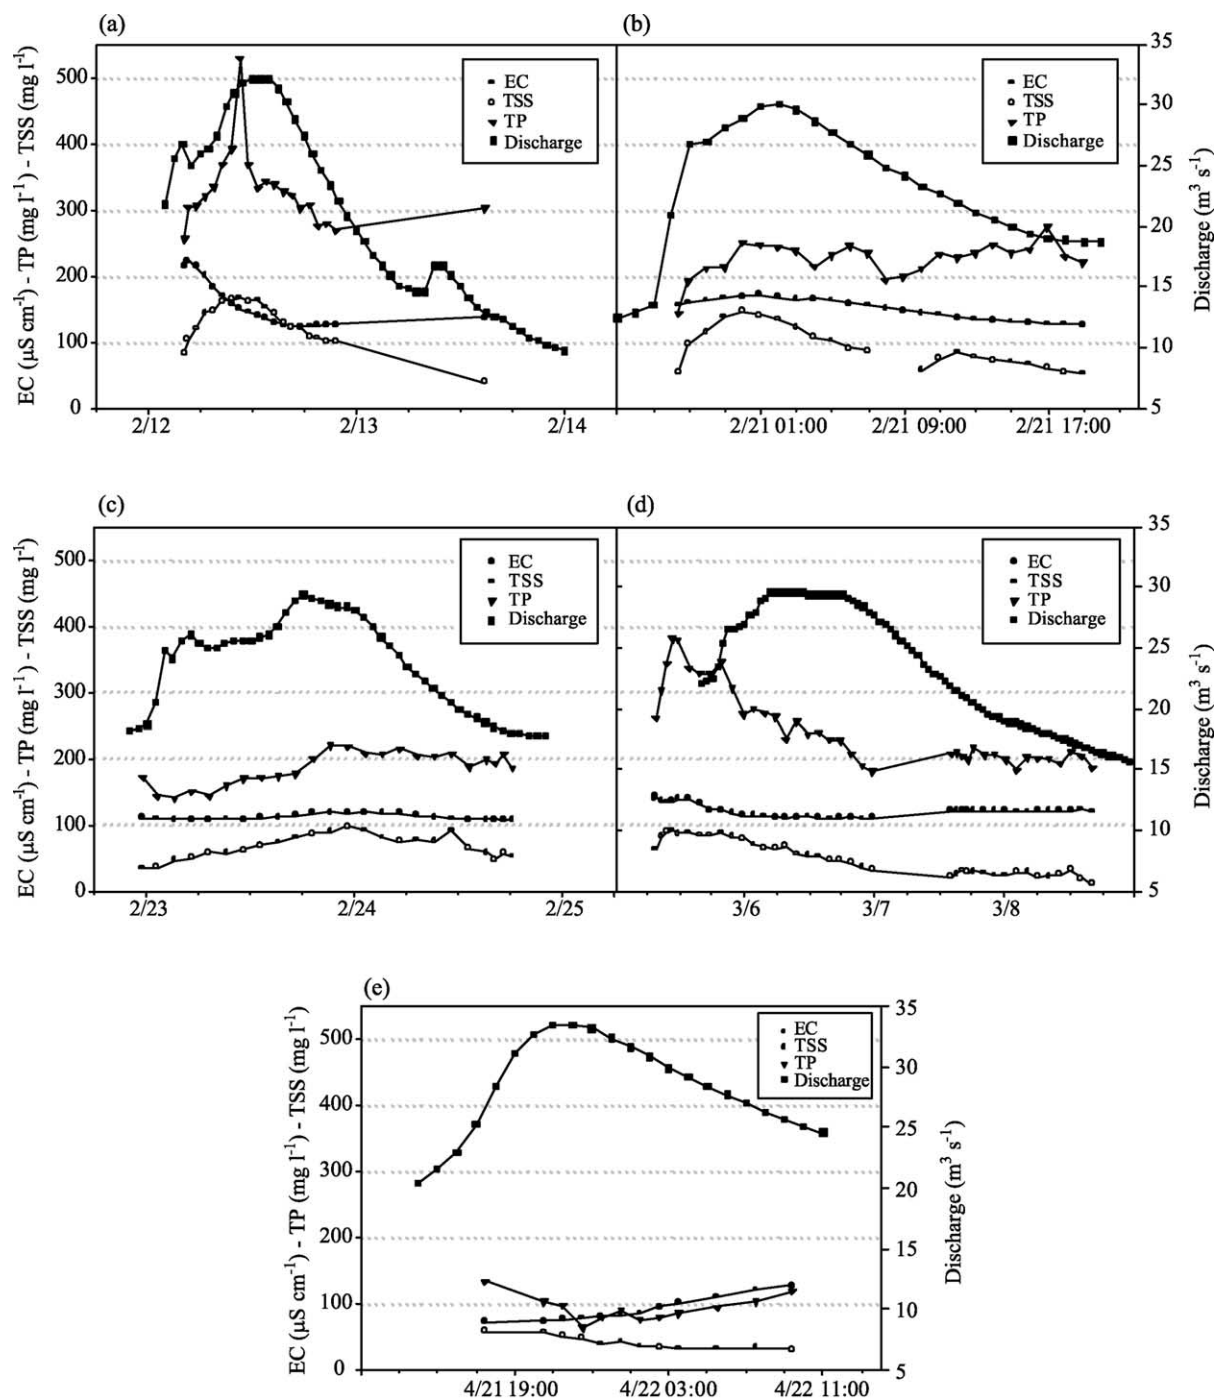 (a)
(b)
EC (µS cm⁻¹) - TP (mg l⁻¹) - TSS (mg l⁻¹)
500
400
300
200
100
0
EC
TSS
TP
Discharge
2/12
2/13
2/14
EC
TSS
TP
Discharge
2/21 01:00
2/21 09:00
2/21 17:00
35
30
25
20
15
10
5
Discharge (m³ s⁻¹)
(c)
(d)
EC (µS cm⁻¹) - TP (mg l⁻¹) - TSS (mg l⁻¹)
500
400
300
200
100
0
EC
TSS
TP
Discharge
2/23
2/24
2/25
EC
TSS
TP
Discharge
3/6
3/7
3/8
35
30
25
20
15
10
5
Discharge (m³ s⁻¹)
(e)
EC (µS cm⁻¹) - TP (mg l⁻¹) - TSS (mg l⁻¹)
500
400
300
200
100
0
EC
TSS
TP
Discharge
4/21 19:00
4/22 03:00
4/22 11:00
35
30
25
20
15
10
5
Discharge (m³ s⁻¹)